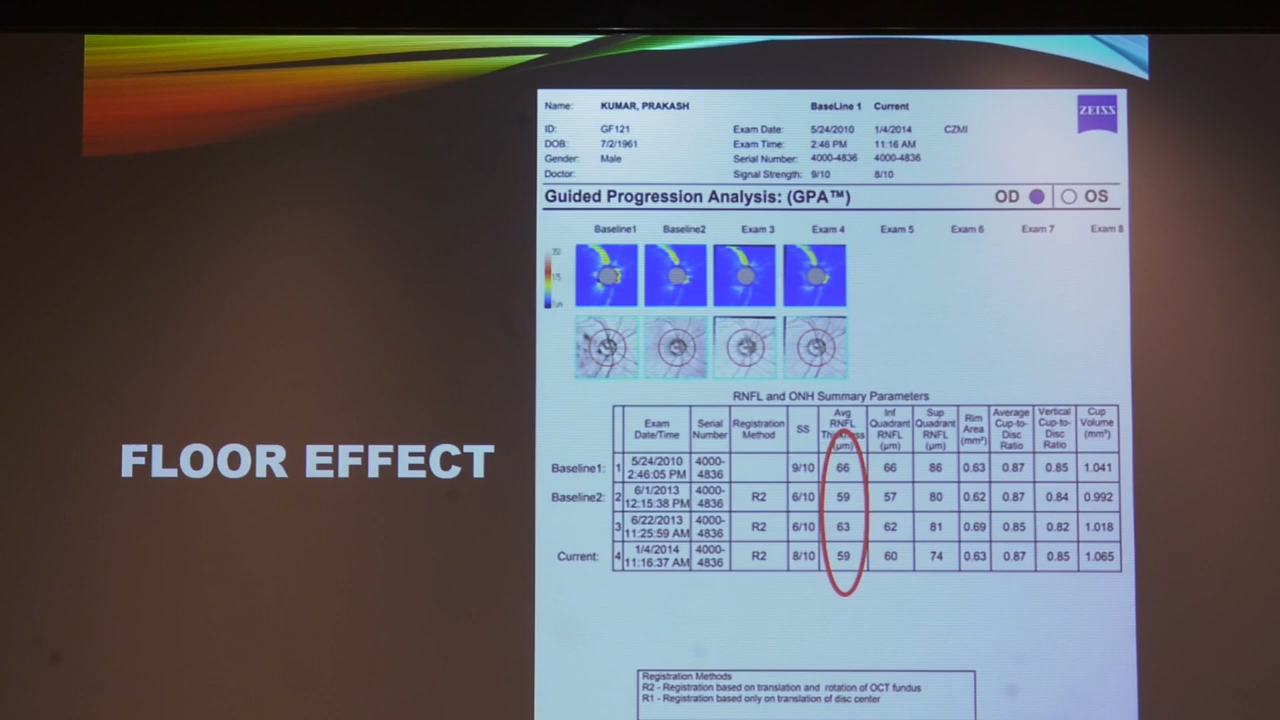 FLOOR EFFECT
Name: KUMAR, PRAKASH BaseLine 1 Current
ZEISS
ID: GF121 Exam Date: 5/24/2010 1/4/2014 CZMI
DOB: 7/2/1961 Exam Time: 2:46 PM 11:16 AM
Gender: Male Serial Number: 4000-4836 4000-4836
Doctor: Signal Strength: 9/10 8/10
Guided Progression Analysis: (GPA™) OD OS
Baseline1 Baseline2 Exam 3 Exam 4 Exam 5 Exam 6 Exam 7 Exam 8
RNFL and ONH Summary Parameters
Exam Date/Time Serial Number Registration Method SS Avg RNFL Thickness (µm) Inf Quadrant RNFL (µm) Sup Quadrant RNFL (µm) Rim Area (mm²) Average Cup-to-Disc Ratio Vertical Cup-to-Disc Ratio Cup Volume (mm³)
Baseline1: 1 5/24/2010 2:46:05 PM 4000-4836 9/10 66 66 86 0.63 0.87 0.85 1.041
Baseline2: 2 6/1/2013 12:15:38 PM 4000-4836 R2 6/10 59 57 80 0.62 0.87 0.84 0.992
3 6/22/2013 11:25:59 AM 4000-4836 R2 6/10 63 62 81 0.69 0.85 0.82 1.018
Current: 4 1/4/2014 11:16:37 AM 4000-4836 R2 8/10 59 60 74 0.63 0.87 0.85 1.065
Registration Methods
R2 - Registration based on translation and rotation of OCT fundus
R1 - Registration based only on translation of disc center